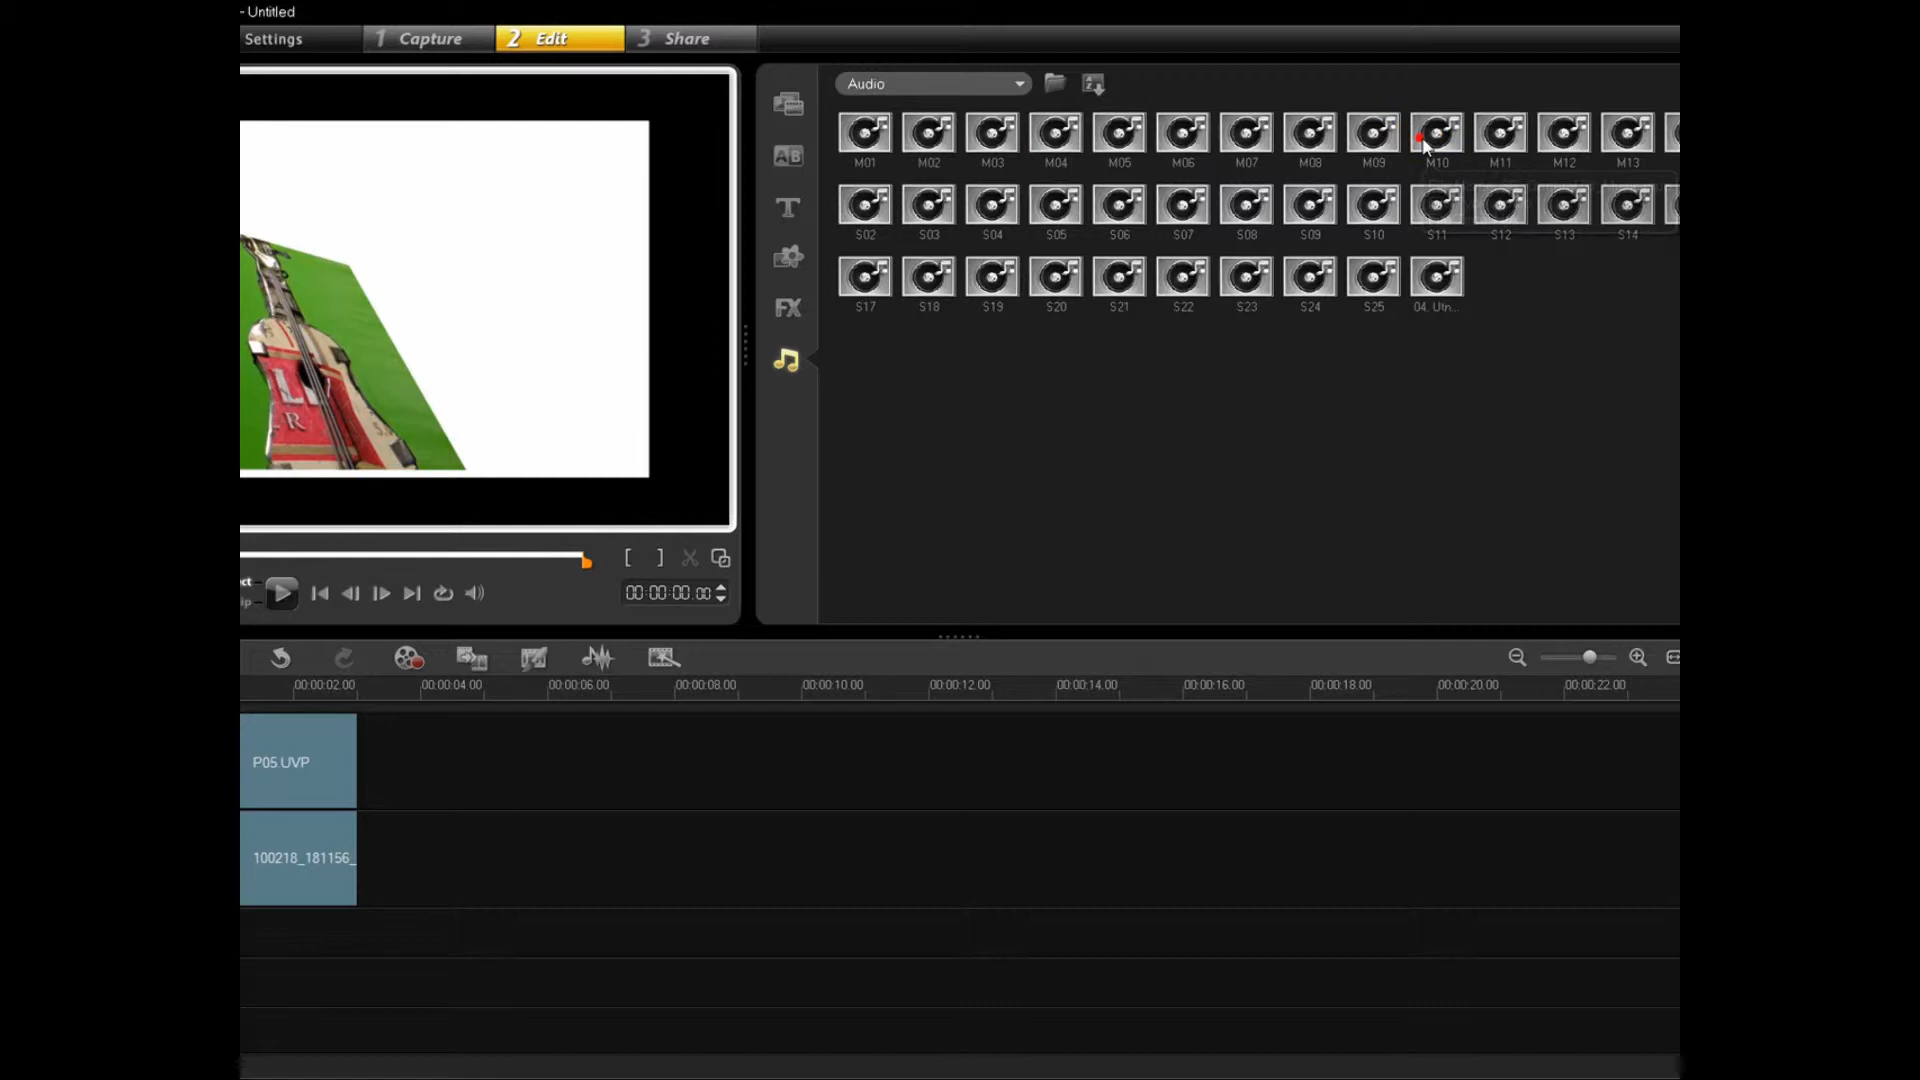 - Untitled
Settings
1 Capture
2 Edit
3 Share
Audio
M01 M02 M03 M04 M05 M06 M07 M08 M09 M10 M11 M12 M13
S02 S03 S04 S05 S06 S07 S08 S09 S10 S11 S12 S13 S14
S17 S18 S19 S20 S21 S22 S23 S24 S25 04. Utn...
AB
T
FX
L
R
[ ]
ct
ip
00:00:00.00
00:00:02.00 00:00:04.00 00:00:06.00 00:00:08.00 00:00:10.00 00:00:12.00 00:00:14.00 00:00:16.00 00:00:18.00 00:00:20.00 00:00:22.00
P05.UVP
100218_181156_